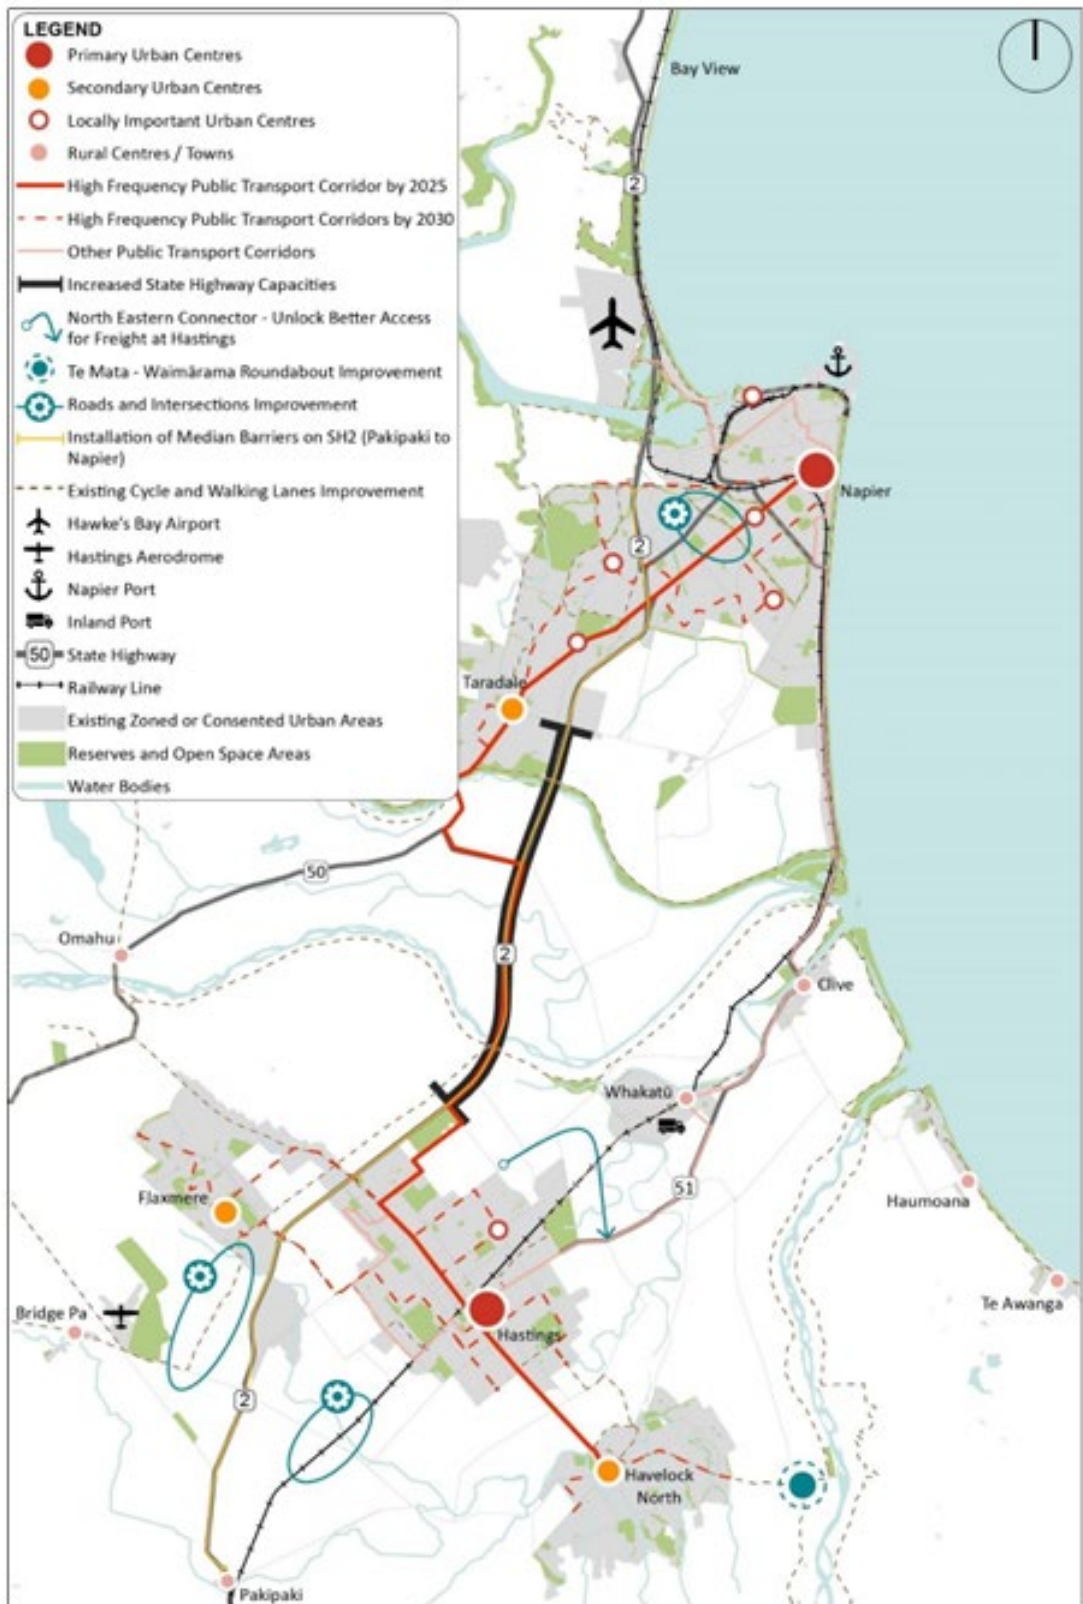 LEGEND
Primary Urban Centres
Secondary Urban Centres
Locally Important Urban Centres
Rural Centres / Towns
High Frequency Public Transport Corridor by 2025
High Frequency Public Transport Corridors by 2030
Other Public Transport Corridors
Increased State Highway Capacities
North Eastern Connector - Unlock Better Access
for Freight at Hastings
Te Mata - Waimārama Roundabout Improvement
Roads and Intersections Improvement
Installation of Median Barriers on SH2 (Pakipaki to
Napier)
Existing Cycle and Walking Lanes Improvement
Hawke's Bay Airport
Hastings Aerodrome
Napier Port
Inland Port
50 State Highway
Railway Line
Existing Zoned or Consented Urban Areas
Reserves and Open Space Areas
Water Bodies
Bay View
2
Napier
2
Taradale
50
Omahu
2
Clive
Whakatū
51
Flaxmere
Haumoana
Te Awanga
Bridge Pa
Hastings
2
Havelock
North
Pakipaki